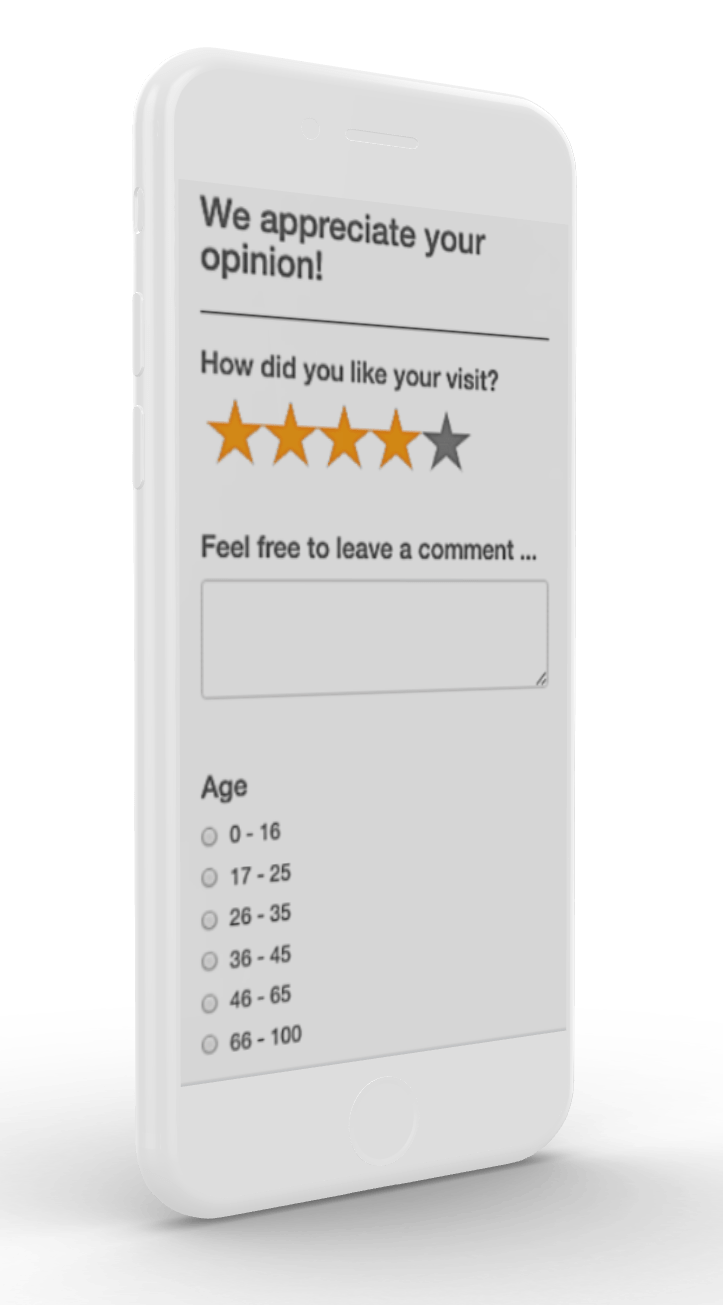 We appreciate your
opinion!
How did you like your visit?
Feel free to leave a comment ...
Age
0 - 16
17 - 25
26 - 35
36 - 45
46 - 65
66 - 100